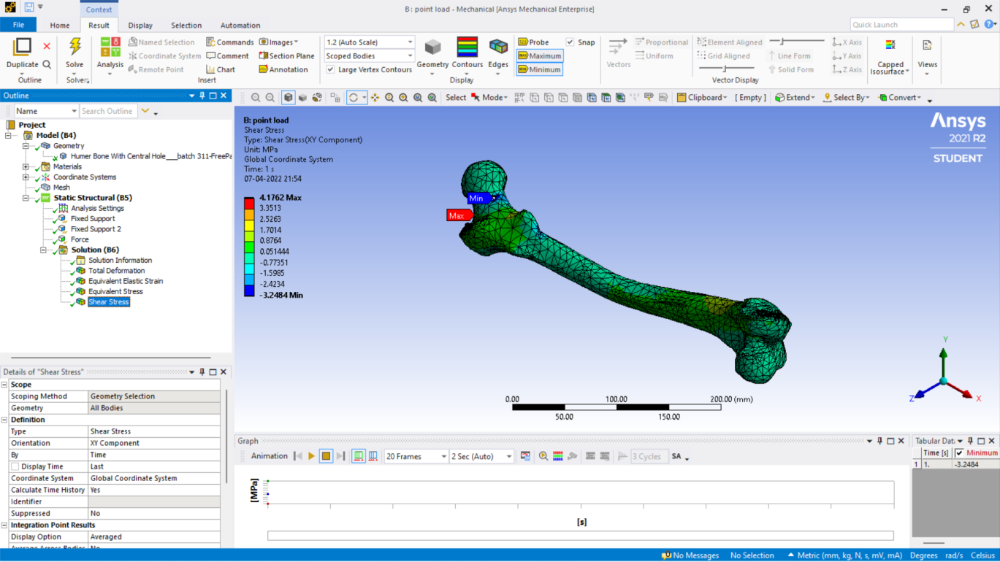 Context
B : point load - Mechanical [Ansys Mechanical Enterprise]
File Home Result Display Selection Automation
Quick Launch
Duplicate
Outline
Solve
Solver
Analysis
Named Selection
Coordinate System
Remote Point
Commands
Comment
Chart
Images
Section Plane
Annotation
Insert
1.2 (Auto Scale)
Scoped Bodies
Large Vertex Contours
Geometry Contours Edges
Display
Probe
Maximum
Minimum
Snap
Vectors
Proportional
Uniform
Element Aligned
Grid Aligned
Line Form
Solid Form
X Axis
Y Axis
Z Axis
Vector Display
Capped
Isosurface
Views
Outline
Name Search Outline
Select Mode Clipboard [ Empty ] Extend Select By Convert
Project
Model (B4)
Geometry
Humer Bone With Central Hole___batch 311-FreePa
Materials
Coordinate Systems
Mesh
Static Structural (B5)
Analysis Settings
Fixed Support
Fixed Support 2
Force
Solution (B6)
Solution Information
Total Deformation
Equivalent Elastic Strain
Equivalent Stress
Shear Stress
B: point load
Shear Stress
Type: Shear Stress(XY Component)
Unit: MPa
Global Coordinate System
Time: 1 s
07-04-2022 21:54
4.1762 Max
3.3513
2.5263
1.7014
0.8764
0.051444
-0.77351
-1.5985
-2.4234
-3.2484 Min
Min
Max
Ansys
2021 R2
STUDENT
Y
Z X
0.00 100.00 200.00 (mm)
50.00 150.00
Details of "Shear Stress"
Scope
Scoping Method Geometry Selection
Geometry All Bodies
Definition
Type Shear Stress
Orientation XY Component
By Time
Display Time Last
Coordinate System Global Coordinate System
Calculate Time History Yes
Identifier
Suppressed No
Integration Point Results
Display Option Averaged
Average Across Bodies No
Graph
Animation 20 Frames 2 Sec (Auto) 3 Cycles SA
[MPa]
[s]
Tabular Dat
Time [s] Minimum
1 1. -3.2484
No Messages No Selection Metric (mm, kg, N, s, mV, mA) Degrees rad/s Celsius